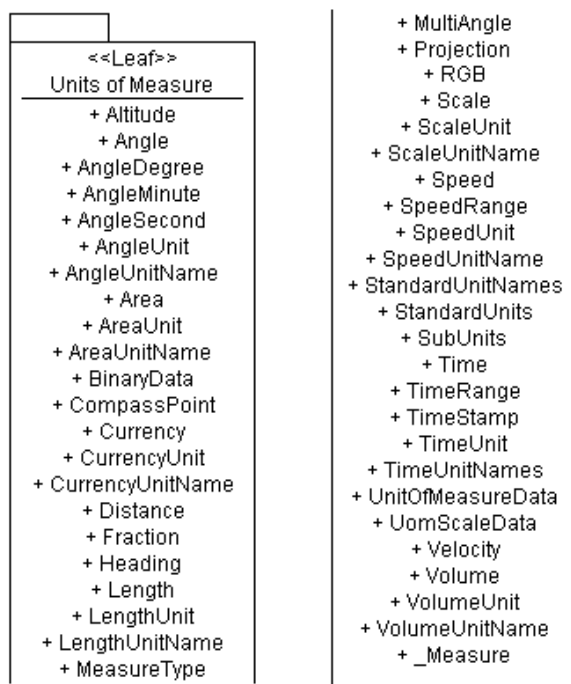 <<Leaf>>
Units of Measure
+ Altitude
+ Angle
+ AngleDegree
+ AngleMinute
+ AngleSecond
+ AngleUnit
+ AngleUnitName
+ Area
+ AreaUnit
+ AreaUnitName
+ BinaryData
+ CompassPoint
+ Currency
+ CurrencyUnit
+ CurrencyUnitName
+ Distance
+ Fraction
+ Heading
+ Length
+ LengthUnit
+ LengthUnitName
+ MeasureType
+ MultiAngle
+ Projection
+ RGB
+ Scale
+ ScaleUnit
+ ScaleUnitName
+ Speed
+ SpeedRange
+ SpeedUnit
+ SpeedUnitName
+ StandardUnitNames
+ StandardUnits
+ SubUnits
+ Time
+ TimeRange
+ TimeStamp
+ TimeUnit
+ TimeUnitNames
+ UnitOfMeasureData
+ UomScaleData
+ Velocity
+ Volume
+ VolumeUnit
+ VolumeUnitName
+ _Measure